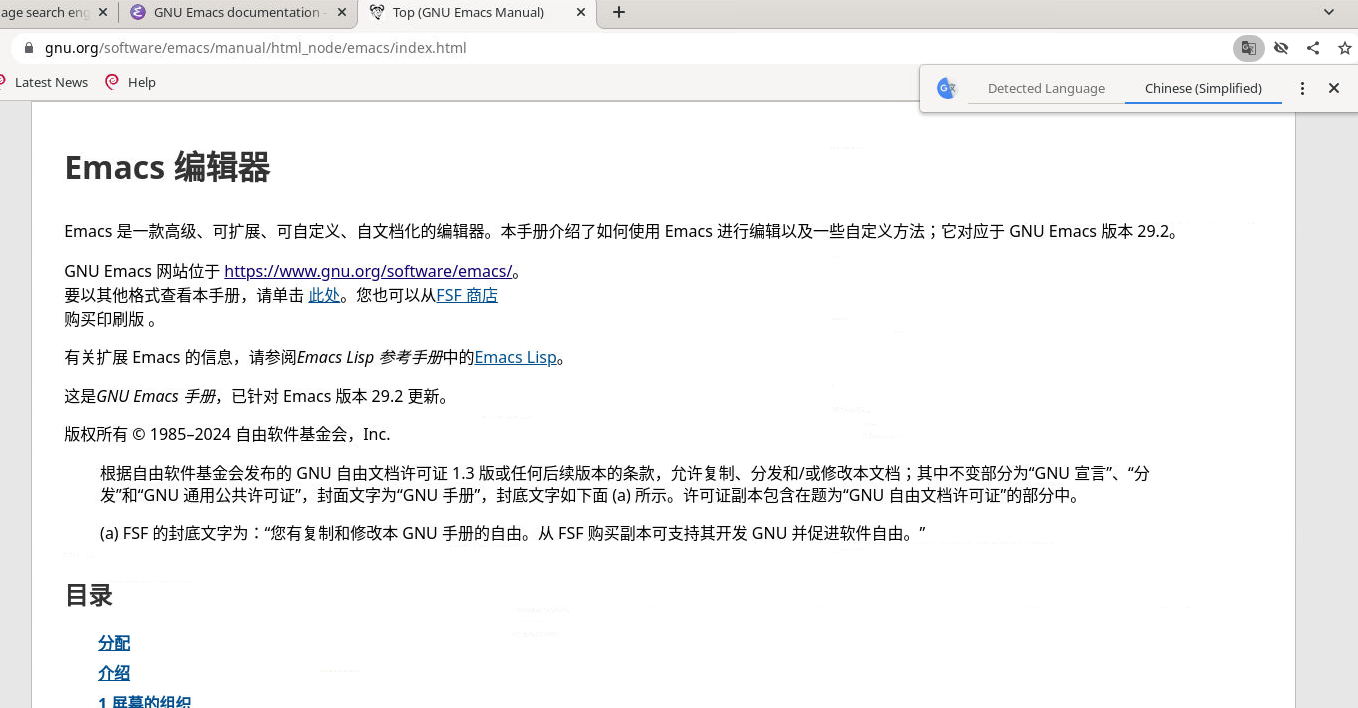 age search eng
GNU Emacs documentation -
Top (GNU Emacs Manual)
gnu.org/software/emacs/manual/html_node/emacs/index.html
Latest News
Help
Detected Language
Chinese (Simplified)
Emacs 编辑器
Emacs 是一款高级、可扩展、可自定义、自文档化的编辑器。本手册介绍了如何使用 Emacs 进行编辑以及一些自定义方法；它对应于 GNU Emacs 版本 29.2。
GNU Emacs 网站位于 https://www.gnu.org/software/emacs/。
要以其他格式查看本手册，请单击 此处。您也可以从FSF 商店
购买印刷版 。
有关扩展 Emacs 的信息，请参阅Emacs Lisp 参考手册中的Emacs Lisp。
这是GNU Emacs 手册，已针对 Emacs 版本 29.2 更新。
版权所有 © 1985–2024 自由软件基金会，Inc.
根据自由软件基金会发布的 GNU 自由文档许可证 1.3 版或任何后续版本的条款，允许复制、分发和/或修改本文档；其中不变部分为“GNU 宣言”、“分
发”和“GNU 通用公共许可证”，封面文字为“GNU 手册”，封底文字如下面 (a) 所示。许可证副本包含在题为“GNU 自由文档许可证”的部分中。
(a) FSF 的封底文字为：“您有复制和修改本 GNU 手册的自由。从 FSF 购买副本可支持其开发 GNU 并促进软件自由。”
目录
分配
介绍
1 屏幕的组织